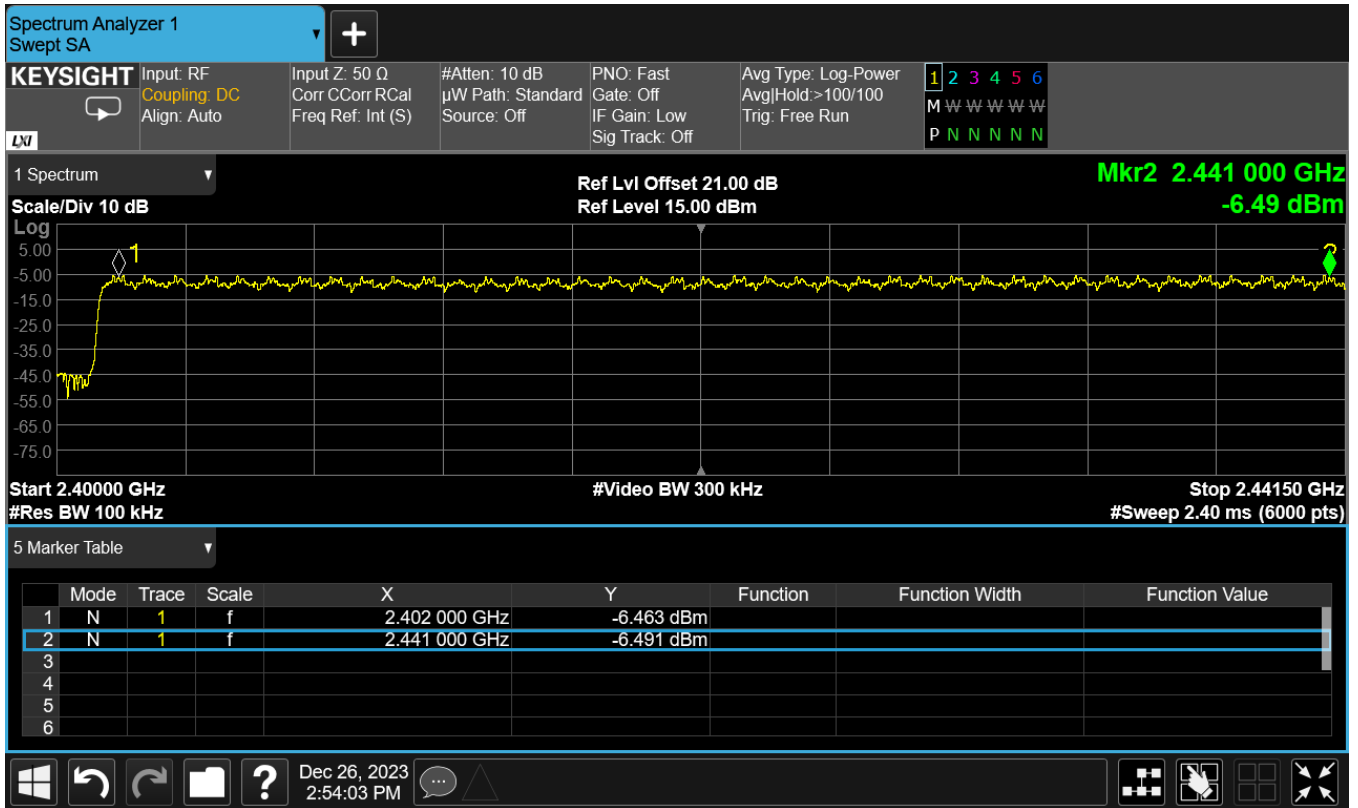 Spectrum Analyzer 1
Swept SA
KEYSIGHT
LXI
Input: RF
Coupling: DC
Align: Auto
Input Z: 50 Ω
Corr CCorr RCal
Freq Ref: Int (S)
#Atten: 10 dB
µW Path: Standard
Source: Off
PNO: Fast
Gate: Off
IF Gain: Low
Sig Track: Off
Avg Type: Log-Power
Avg|Hold:>100/100
Trig: Free Run
1 2 3 4 5 6
M W W W W W
P N N N N N
1 Spectrum
Scale/Div 10 dB
Ref Lvl Offset 21.00 dB
Ref Level 15.00 dBm
Mkr2 2.441 000 GHz
-6.49 dBm
Log
5.00
-5.00
-15.0
-25.0
-35.0
-45.0
-55.0
-65.0
-75.0
1
Start 2.40000 GHz
#Video BW 300 kHz
Stop 2.44150 GHz
#Res BW 100 kHz
#Sweep 2.40 ms (6000 pts)
5 Marker Table
Mode Trace Scale X Y Function Function Width Function Value
1 N 1 f 2.402 000 GHz -6.463 dBm
2 N 1 f 2.441 000 GHz -6.491 dBm
3
4
5
6
?
Dec 26, 2023
2:54:03 PM